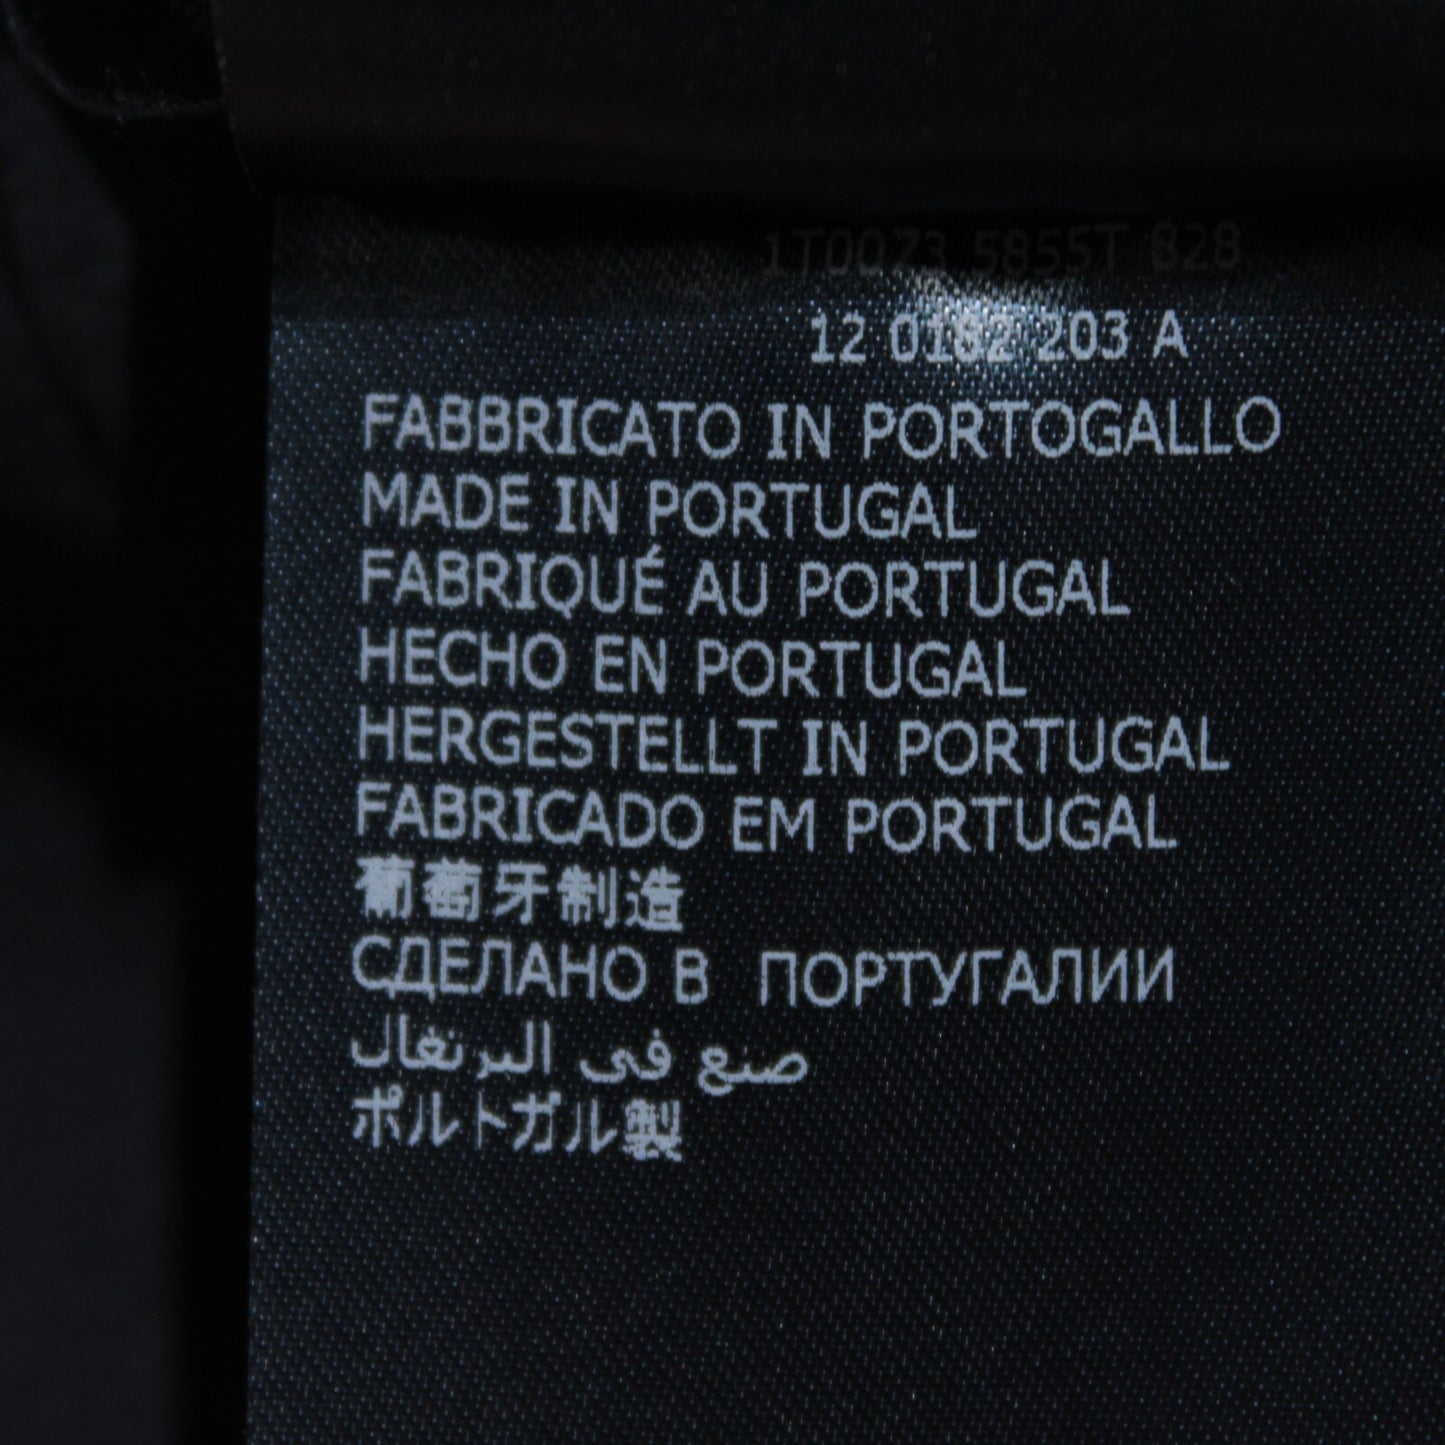 1T00Z3 5855T 828
12 0162 203 A
FABBRICATO IN PORTOGALLO
MADE IN PORTUGAL
FABRIQUÉ AU PORTUGAL
HECHO EN PORTUGAL
HERGESTELLT IN PORTUGAL
FABRICADO EM PORTUGAL
葡萄牙制造
СДЕЛАНО В ПОРТУГАЛИИ
صنع في البرتغال
ポルトガル製